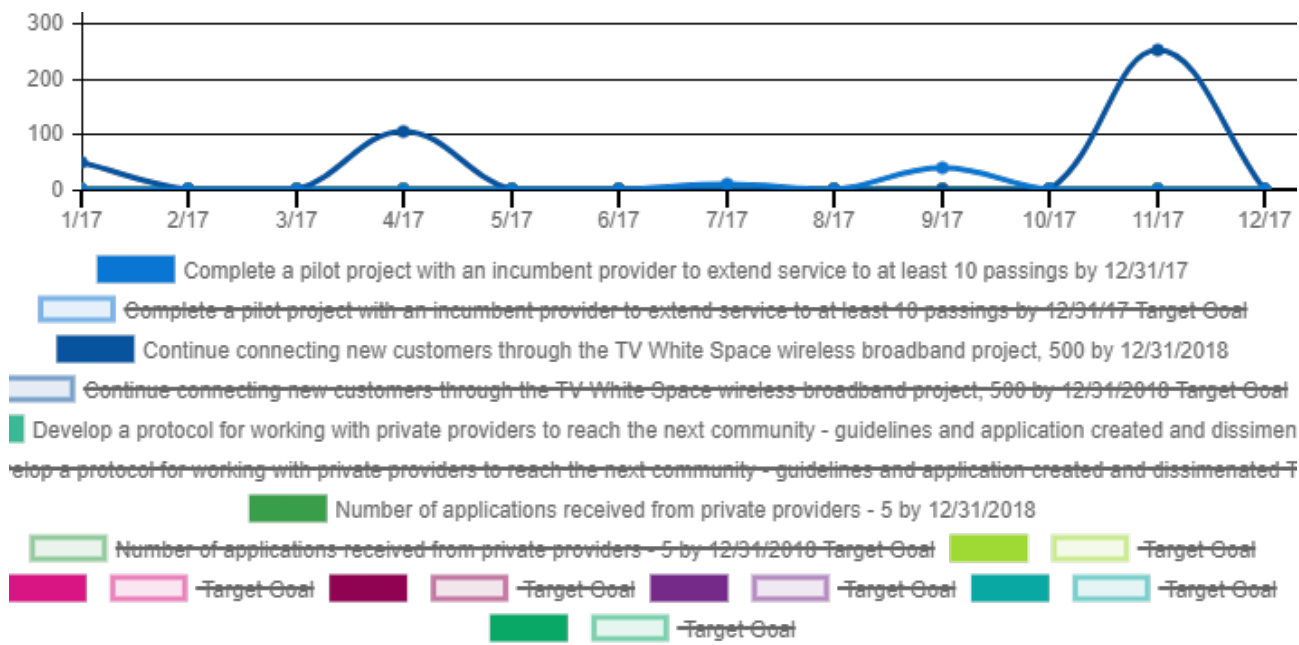 300
200
100
0
1/17 2/17 3/17 4/17 5/17 6/17 7/17 8/17 9/17 10/17 11/17 12/17
Complete a pilot project with an incumbent provider to extend service to at least 10 passings by 12/31/17
Complete a pilot project with an incumbent provider to extend service to at least 10 passings by 12/31/17 Target Goal
Continue connecting new customers through the TV White Space wireless broadband project, 500 by 12/31/2018
Continue connecting new customers through the TV White Space wireless broadband project, 500 by 12/31/2018 Target Goal
Develop a protocol for working with private providers to reach the next community - guidelines and application created and dissimen
elop a protocol for working with private providers to reach the next community - guidelines and application created and dissimenated T
Number of applications received from private providers - 5 by 12/31/2018
Number of applications received from private providers - 5 by 12/31/2018 Target Goal Target Goal
Target Goal Target Goal Target Goal Target Goal
Target Goal